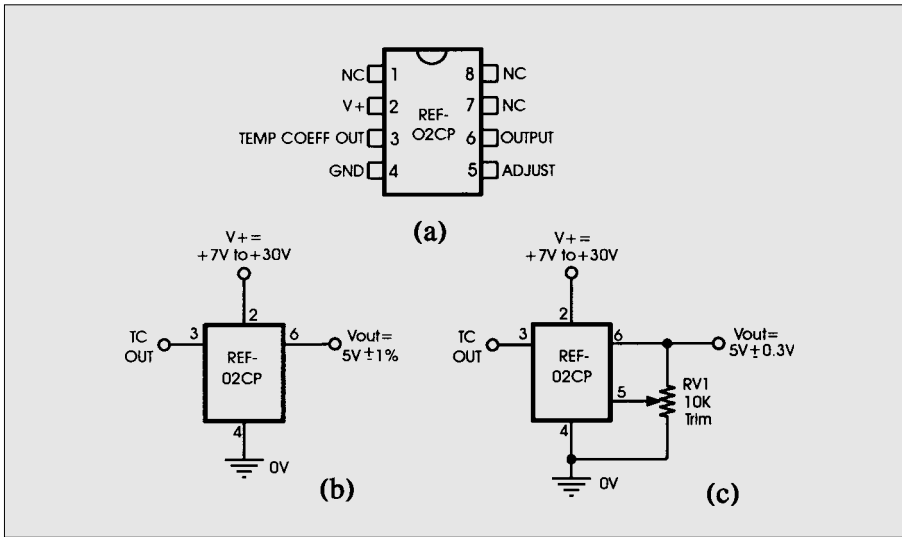 NC 1
8 NC
V+ 2
7 NC
REF-
O2CP
TEMP COEFF OUT 3
6 OUTPUT
GND 4
5 ADJUST
(a)
V+=
+7V to+30V
2
TC
OUT
3
REF-
02CP
6
Vout=
5V±1%
4
0V
(b)
V+=
+7V to+30V
2
TC
OUT
3
REF-
02CP
6
Vout=
5V±0.3V
5
RV1
10K
Trim
4
0V
(c)